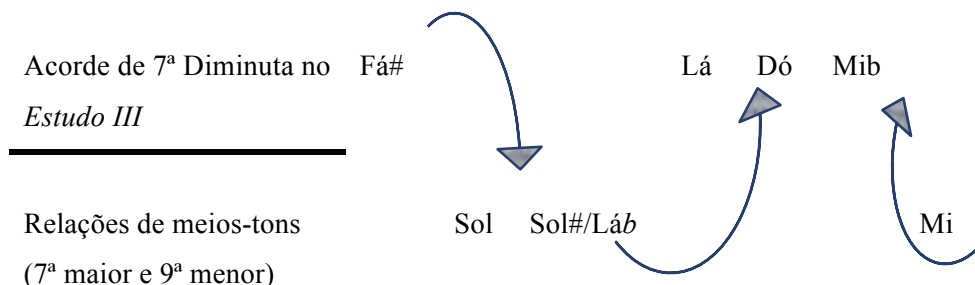 Acorde de 7ª Diminuta no Fá# Lá Dó Mib
Estudo III
Relações de meios-tons Sol Sol#/Láb Mi
(7ª maior e 9ª menor)